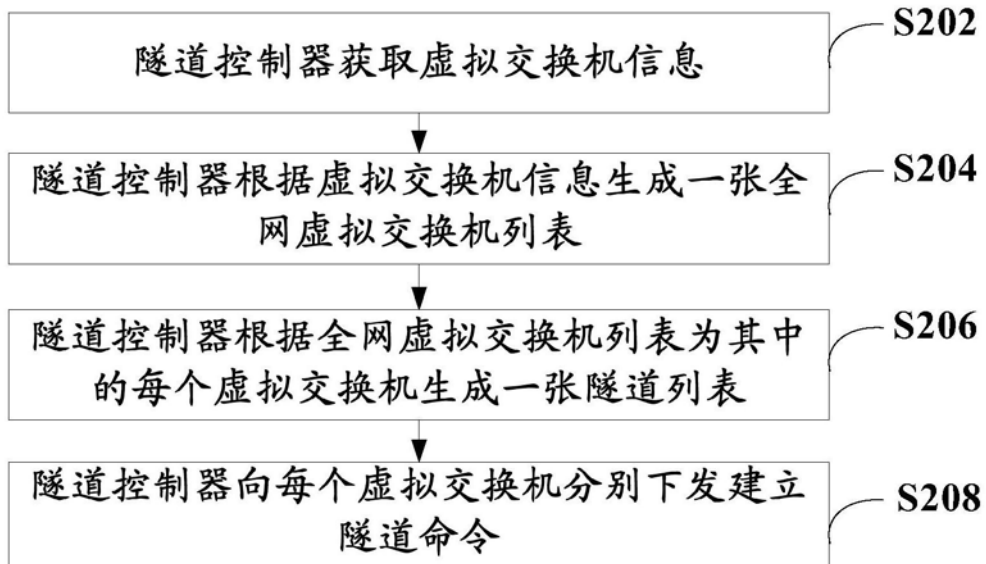 隧道控制器获取虚拟交换机信息
S202
隧道控制器根据虚拟交换机信息生成一张全
网虚拟交换机列表
S204
隧道控制器根据全网虚拟交换机列表为其中
的每个虚拟交换机生成一张隧道列表
S206
隧道控制器向每个虚拟交换机分别下发建立
隧道命令
S208